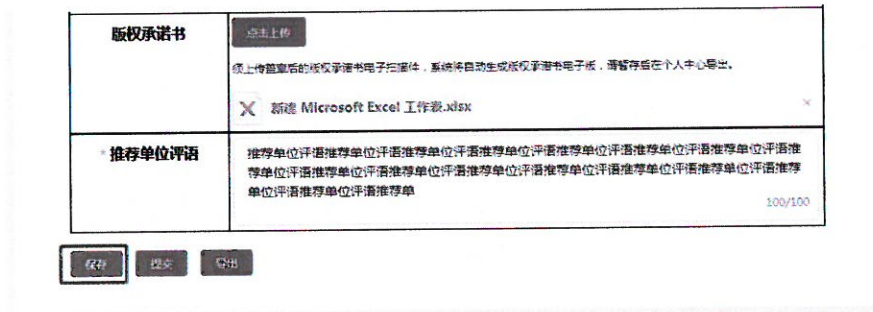 版权承诺书
点击上传
须上传盖章后的版权承诺书电子扫描件，系统将自动生成版权承诺书电子版，请暂存后在个人中心导出。
新建 Microsoft Excel 工作表.xlsx
*推荐单位评语
推荐单位评语推荐单位评语推荐单位评语推荐单位评语推荐单位评语推荐单位评语推荐单位评语推
荐单位评语推荐单位评语推荐单位评语推荐单位评语推荐单位评语推荐单位评语推荐单位评语推荐
单位评语推荐单位评语推荐单
100/100
保存 提交 导出